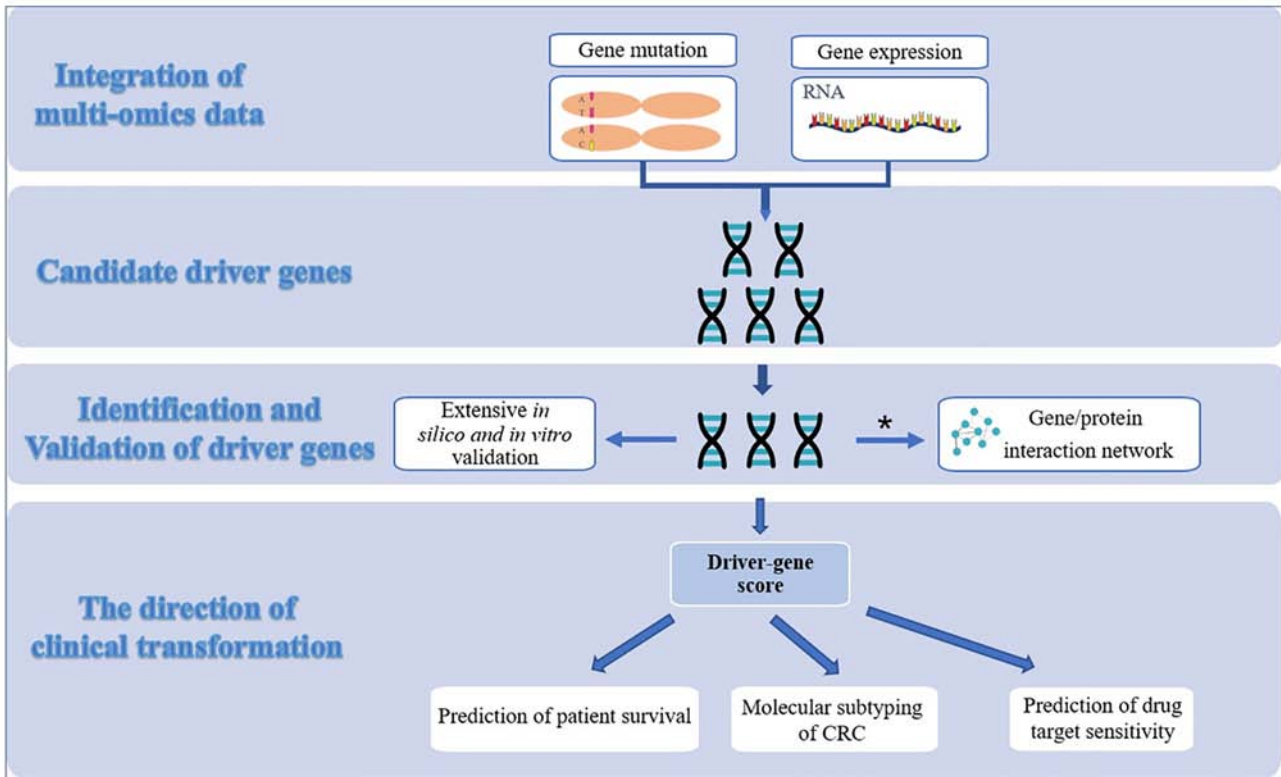 Integration of
multi-omics data
Gene mutation
Gene expression
A
T
A
C
RNA
Candidate driver genes
Identification and
Validation of driver genes
Extensive in
silico and in vitro
validation
*
Gene/protein
interaction network
The direction of
clinical transformation
Driver-gene
score
Prediction of patient survival
Molecular subtyping
of CRC
Prediction of drug
target sensitivity